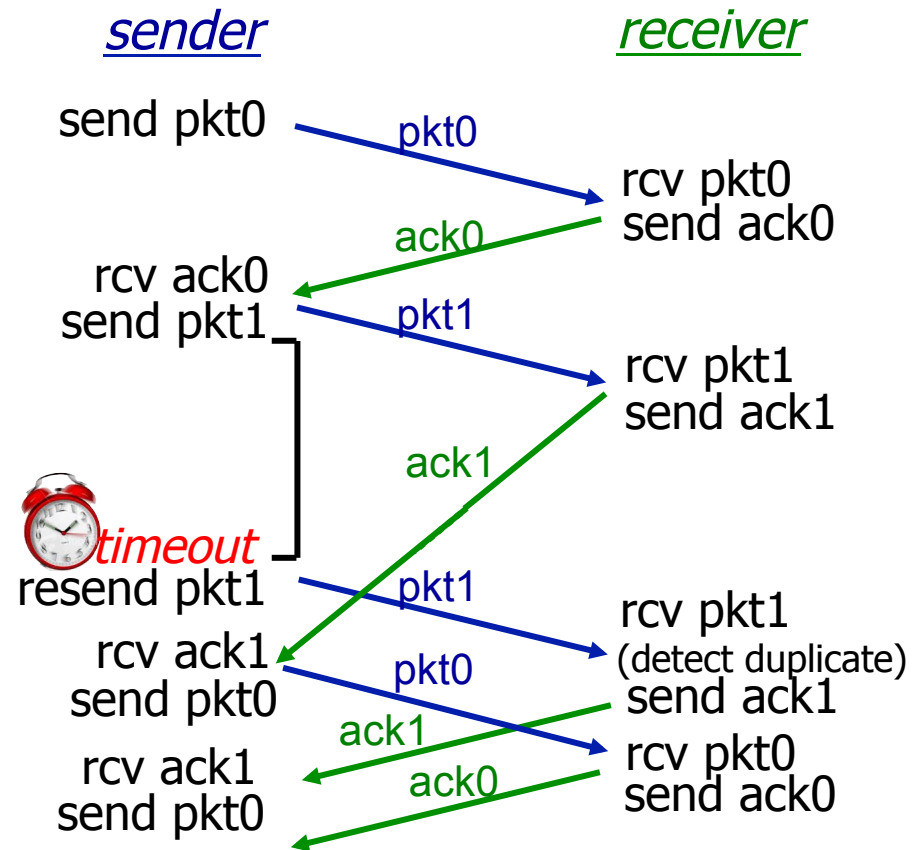 sender
receiver
send pkt0
pkt0
rcv pkt0
send ack0
ack0
rcv ack0
send pkt1
pkt1
rcv pkt1
send ack1
ack1
timeout
resend pkt1
pkt1
rcv pkt1
(detect duplicate)
send ack1
rcv ack1
send pkt0
pkt0
ack1
rcv pkt0
send ack0
rcv ack1
send pkt0
ack0